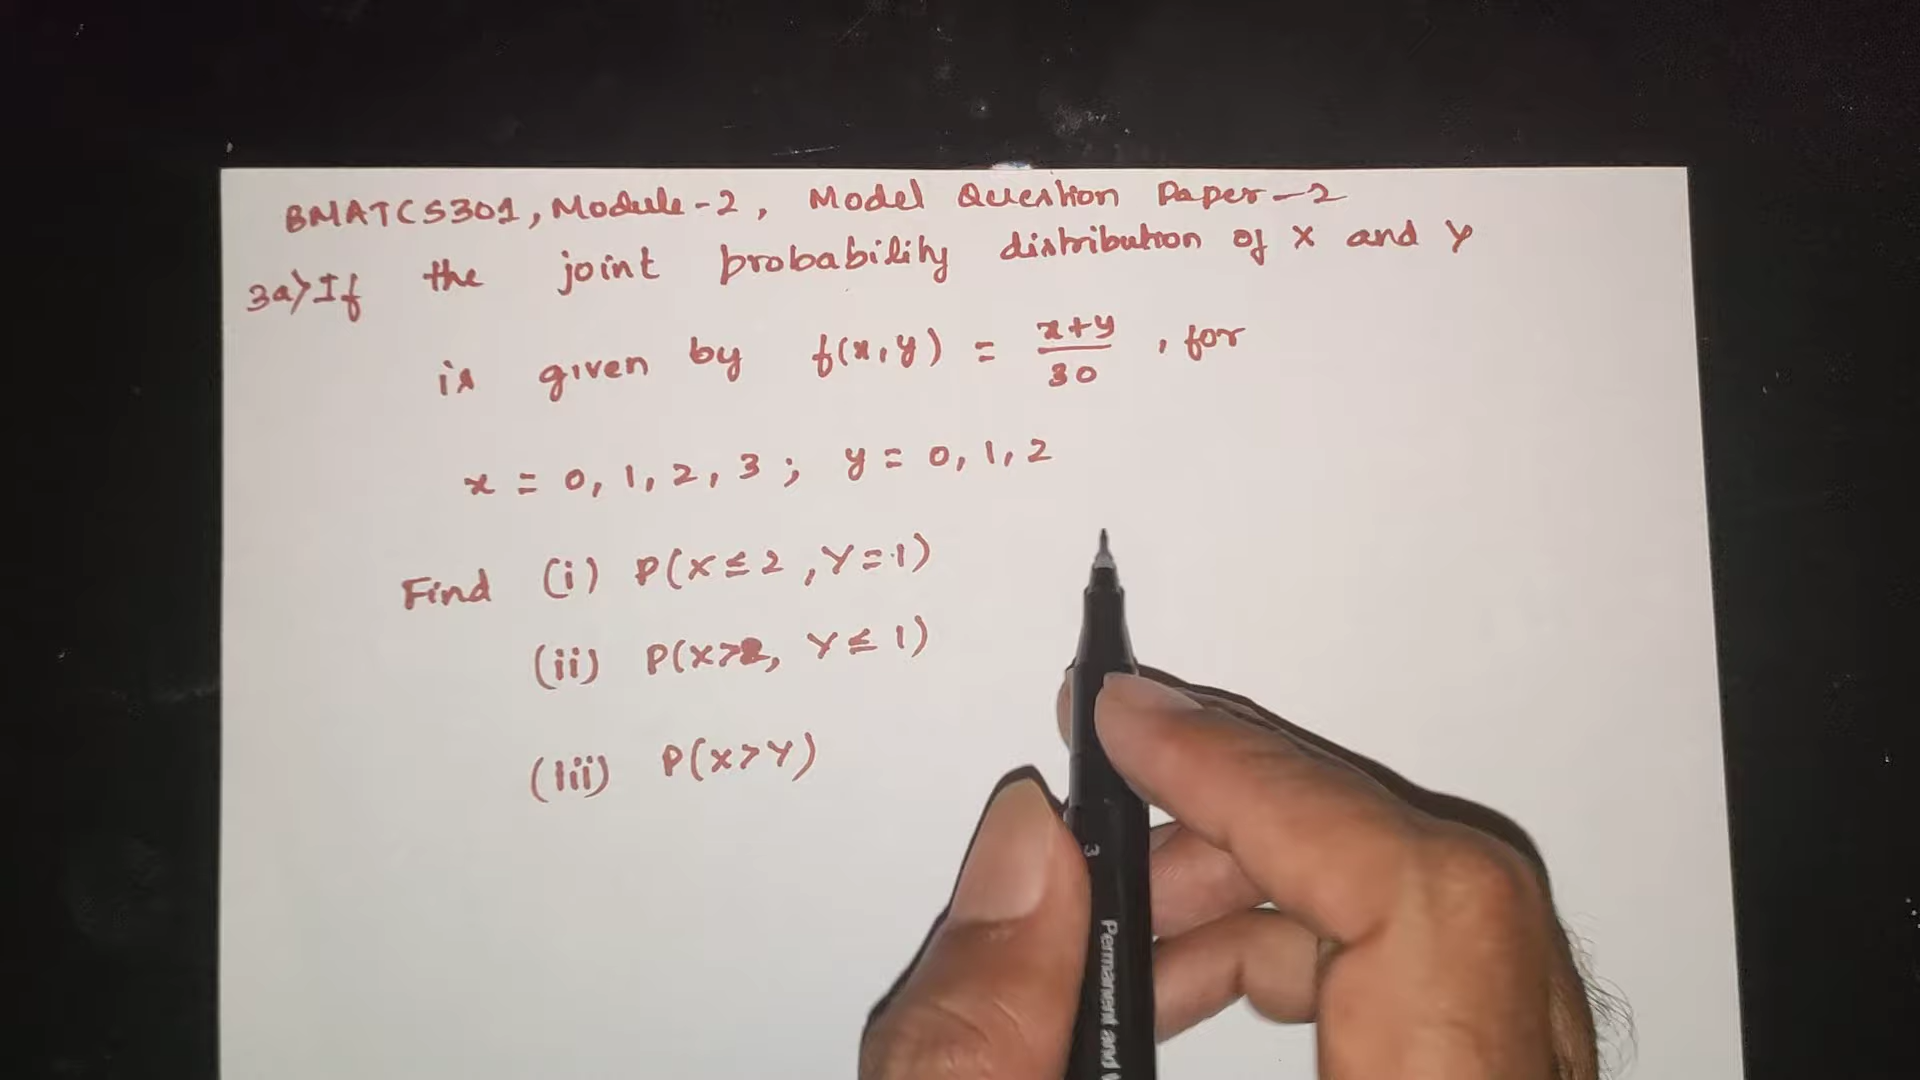 BMATCS301, Module-2, Model Question Paper-2
3a) If the joint probability distribution of X and Y
is given by f(x,y) = x+y/30 , for
x = 0, 1, 2, 3 ; y = 0, 1, 2
Find (i) P(X≤2, Y=1)
(ii) P(X>2, Y≤1)
(iii) P(X>Y)
3
Permanent and